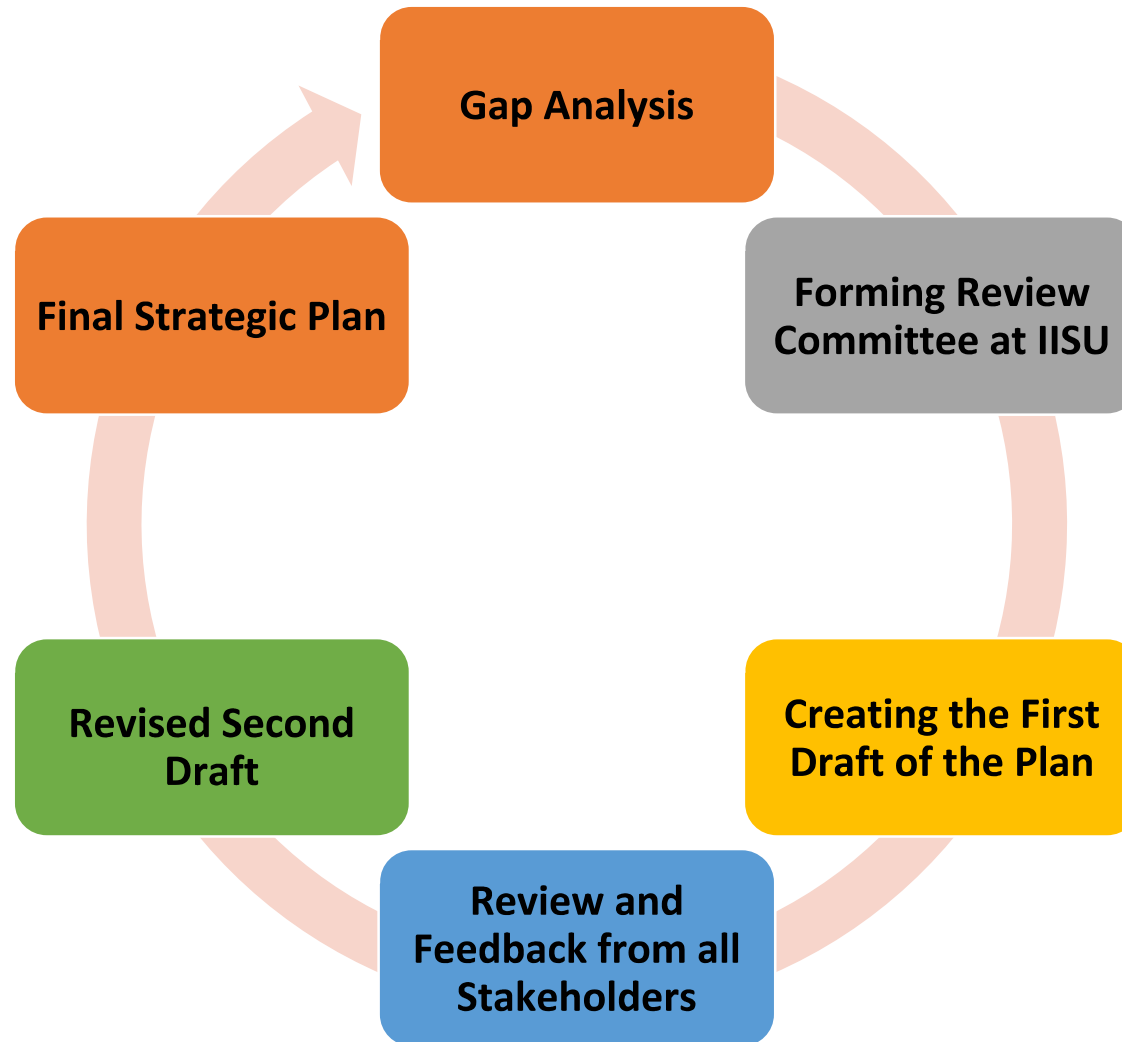 Gap Analysis
Forming Review
Committee at IISU
Creating the First
Draft of the Plan
Review and
Feedback from all
Stakeholders
Revised Second
Draft
Final Strategic Plan